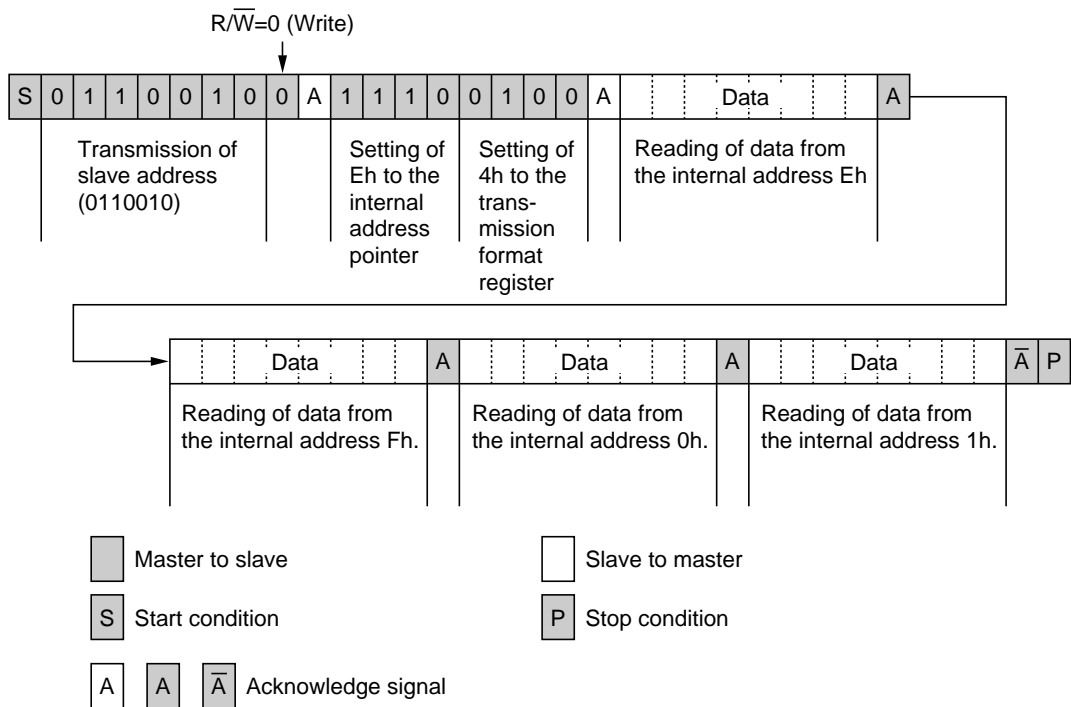 R/W̅=0 (Write)
S 0 1 1 0 0 1 0 0 A 1 1 1 0 0 1 0 0 A Data A
Transmission of
slave address
(0110010)
Setting of
Eh to the
internal
address
pointer
Setting of
4h to the
trans-
mission
format
register
Reading of data from
the internal address Eh
Data A Data A Data A̅ P
Reading of data from
the internal address Fh.
Reading of data from
the internal address 0h.
Reading of data from
the internal address 1h.
Master to slave
Slave to master
S Start condition
P Stop condition
A A A̅ Acknowledge signal